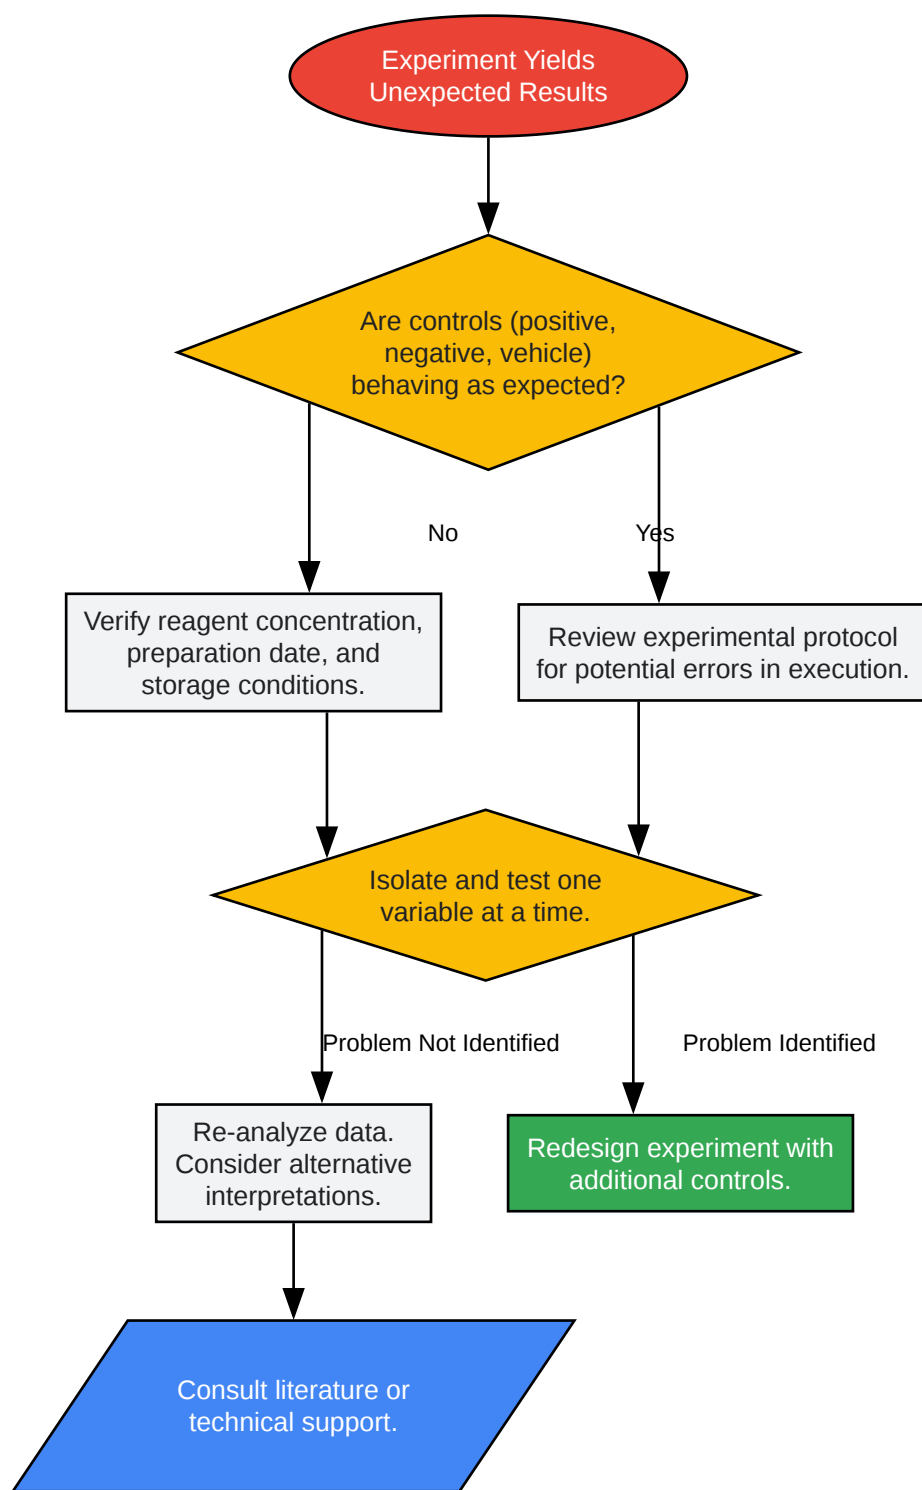 Experiment Yields
Unexpected Results
Are controls (positive,
negative, vehicle)
behaving as expected?
No
Yes
Verify reagent concentration,
preparation date, and
storage conditions.
Review experimental protocol
for potential errors in execution.
Isolate and test one
variable at a time.
Problem Not Identified
Problem Identified
Re-analyze data.
Consider alternative
interpretations.
Redesign experiment with
additional controls.
Consult literature or
technical support.